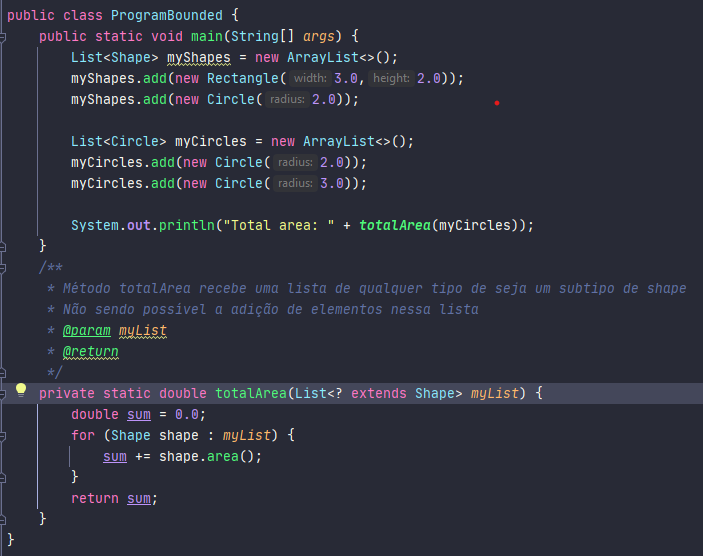 public class ProgramBounded {
    public static void main(String[] args) {
        List<Shape> myShapes = new ArrayList<>();
        myShapes.add(new Rectangle( width: 3.0, height: 2.0));
        myShapes.add(new Circle( radius: 2.0));

        List<Circle> myCircles = new ArrayList<>();
        myCircles.add(new Circle( radius: 2.0));
        myCircles.add(new Circle( radius: 3.0));

        System.out.println("Total area: " + totalArea(myCircles));
    }
    /**
     * Método totalArea recebe uma lista de qualquer tipo de seja um subtipo de shape
     * Não sendo possivel a adição de elementos nessa lista
     * @param myList
     * @return
     */
    private static double totalArea(List<? extends Shape> myList) {
        double sum = 0.0;
        for (Shape shape : myList) {
            sum += shape.area();
        }
        return sum;
    }
}